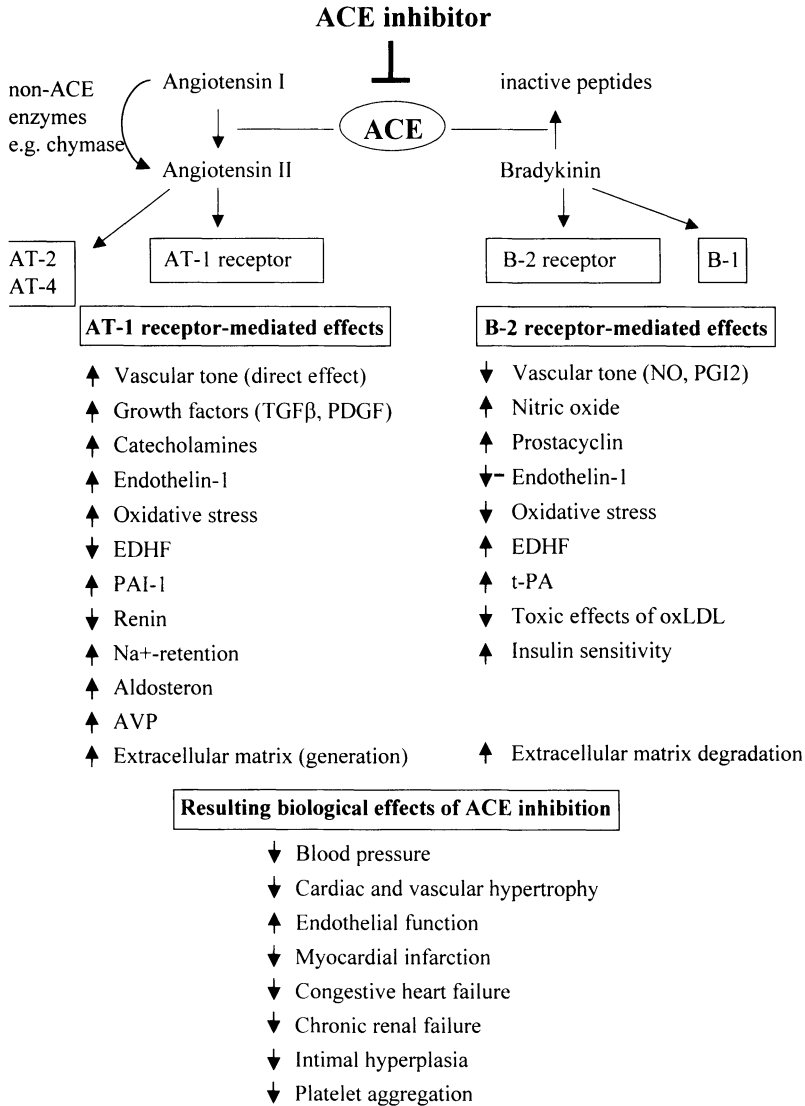 ACE inhibitor
non-ACE
enzymes
e.g. chymase
Angiotensin I
ACE
inactive peptides
Angiotensin II
Bradykinin
AT-2
AT-4
AT-1 receptor
B-2 receptor
B-1
AT-1 receptor-mediated effects
Vascular tone (direct effect)
Growth factors (TGFβ, PDGF)
Catecholamines
Endothelin-1
Oxidative stress
EDHF
PAI-1
Renin
Na+-retention
Aldosteron
AVP
Extracellular matrix (generation)
B-2 receptor-mediated effects
Vascular tone (NO, PGI2)
Nitric oxide
Prostacyclin
Endothelin-1
Oxidative stress
EDHF
t-PA
Toxic effects of oxLDL
Insulin sensitivity
Extracellular matrix degradation
Resulting biological effects of ACE inhibition
Blood pressure
Cardiac and vascular hypertrophy
Endothelial function
Myocardial infarction
Congestive heart failure
Chronic renal failure
Intimal hyperplasia
Platelet aggregation